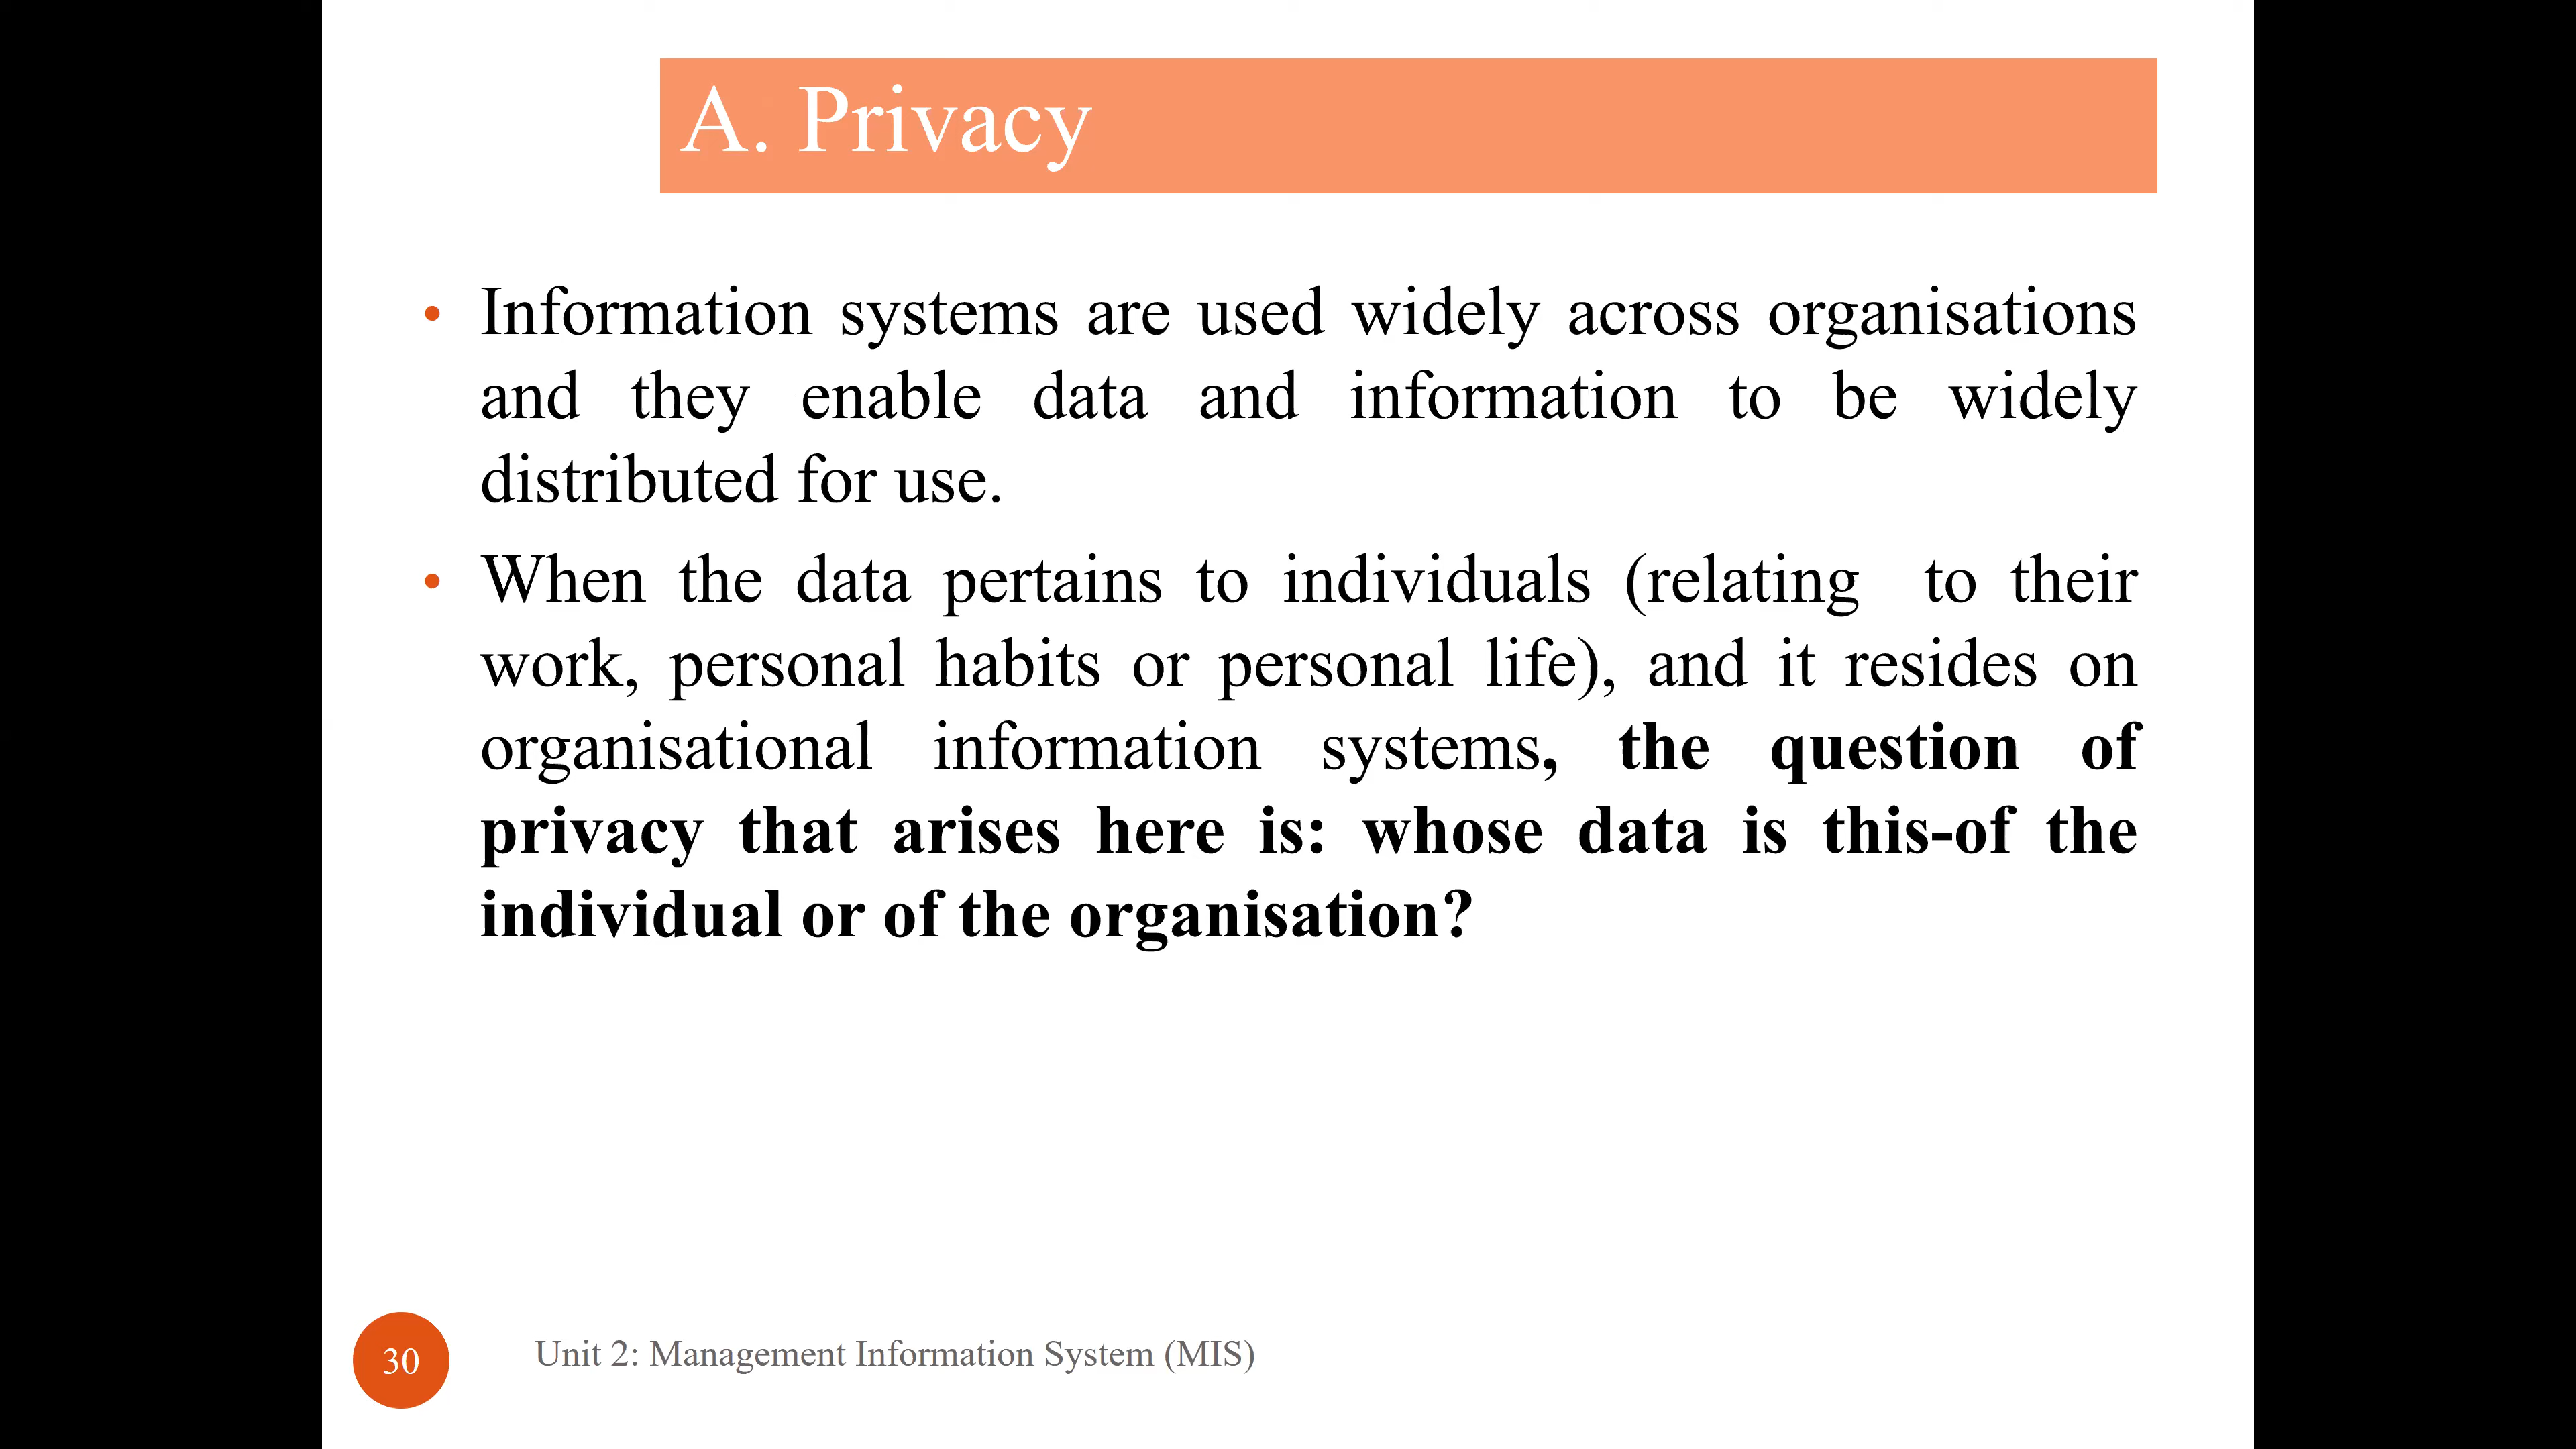 A. Privacy
• Information systems are used widely across organisations
and they enable data and information to be widely
distributed for use.
• When the data pertains to individuals (relating to their
work, personal habits or personal life), and it resides on
organisational information systems, the question of
privacy that arises here is: whose data is this-of the
individual or of the organisation?
30 Unit 2: Management Information System (MIS)